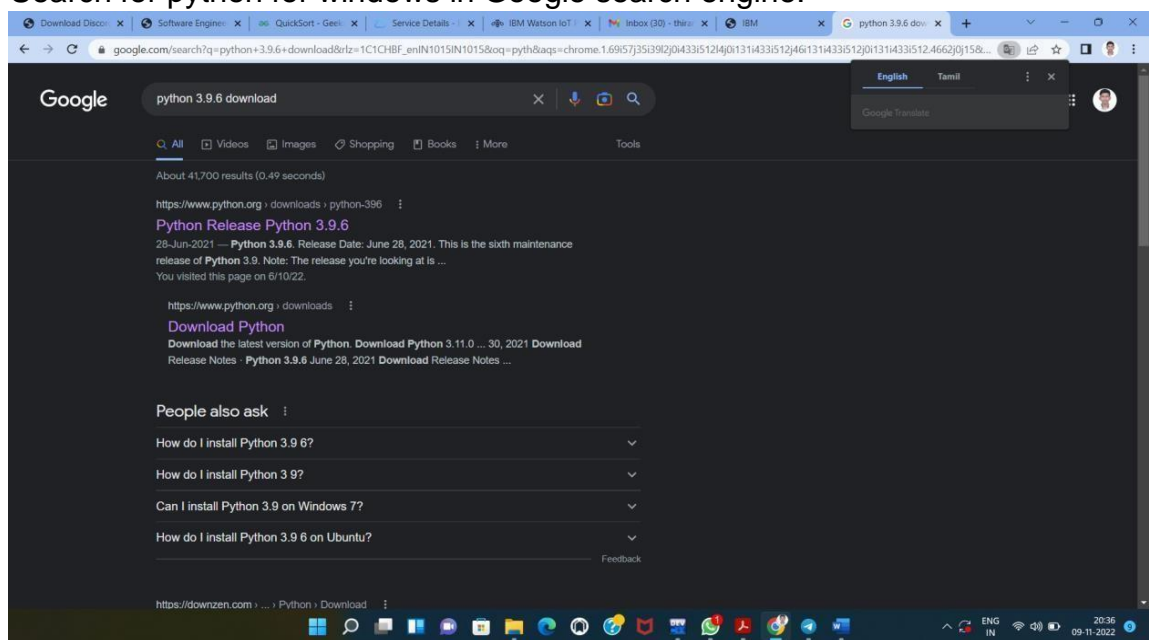 Search for python for windows in Google search engine.
Download Discor
Software Enginee
QuickSort - Geek
Service Details - I
IBM Watson IoT P
Inbox (30) - thira
IBM
python 3.9.6 dow
google.com/search?q=python+3.9.6+download&rlz=1C1CHBF_enIN1015IN1015&oq=pyth&aqs=chrome.1.69i57j35i39l2j0i433i512l4j0i131i433i512j46i131i433i512j0i131i433i512.4662j0j15&...
English Tamil
Google Translate
Google
python 3.9.6 download
All Videos Images Shopping Books More Tools
About 41,700 results (0.49 seconds)
https://www.python.org › downloads › python-396
Python Release Python 3.9.6
28-Jun-2021 — Python 3.9.6. Release Date: June 28, 2021. This is the sixth maintenance
release of Python 3.9. Note: The release you're looking at is ...
You visited this page on 6/10/22.
https://www.python.org › downloads
Download Python
Download the latest version of Python. Download Python 3.11.0 ... 30, 2021 Download
Release Notes · Python 3.9.6 June 28, 2021 Download Release Notes ...
People also ask
How do I install Python 3.9 6?
How do I install Python 3 9?
Can I install Python 3.9 on Windows 7?
How do I install Python 3.9 6 on Ubuntu?
Feedback
https://downzen.com › ... › Python › Download
ENG
IN
20:36
09-11-2022
9